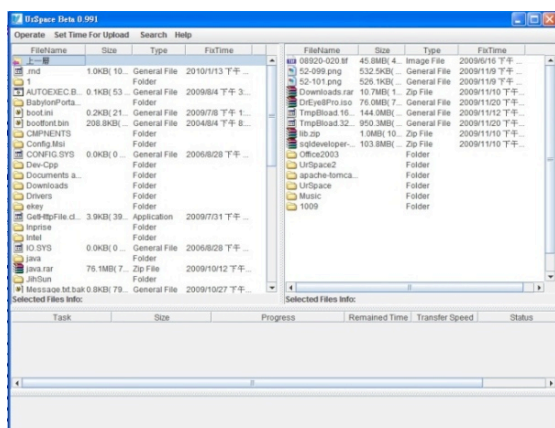 UrSpace Beta 0.991
Operate Set Time For Upload Search Help
FileName Size Type FixTime
上一層
.rnd 1.0KB( 10... General File 2010/1/13 下午 ...
1 Folder
AUTOEXEC.B... 0.1KB( 53... General File 2009/8/4 下午 3...
BabylonPorta... Folder
boot.ini 0.2KB( 21... General File 2009/7/8 下午 1...
bootfont.bin 208.8KB( ... General File 2004/8/4 下午 8...
CMPNENTS Folder
Config.Msi Folder
CONFIG.SYS 0.0KB( 0 ... General File 2006/8/28 下午 ...
Dev-Cpp Folder
Documents a... Folder
Downloads Folder
Drivers Folder
ekey Folder
GetHttpFile.cl... 3.9KB( 39... Application 2009/7/31 下午 ...
Inprise Folder
Intel Folder
IO.SYS 0.0KB( 0 ... General File 2006/8/28 下午 ...
java Folder
java.rar 76.1MB( 7... Zip File 2009/10/12 下午 ...
JihSun Folder
Message.txt.bak 0.8KB( 79... General File 2009/10/27 下午 ...
Selected Files Info:
FileName Size Type FixTime
08920-020.tif 45.8MB( 4... Image File 2009/6/16 下午 ...
52-099.png 532.5KB( ... General File 2009/11/9 下午 ...
52-101.png 526.1KB( ... General File 2009/11/9 下午 ...
Downloads.rar 10.7MB( 1... Zip File 2009/11/10 下午 ...
DrEye8Pro.iso 76.0MB( 7... General File 2009/11/20 下午 ...
TmpBload.16... 144.0MB( ... General File 2009/11/12 下午 ...
TmpBload.32... 950.3MB( ... General File 2009/11/20 下午 ...
lib.zip 1.0MB( 10... Zip File 2009/11/10 下午 ...
sqldeveloper-... 103.8MB( ... Zip File 2009/11/10 下午 ...
Office2003 Folder
UrSpace2 Folder
apache-tomca... Folder
UrSpace Folder
Music Folder
1009 Folder
Selected Files Info:
Task Size Progress Remained Time Transfer Speed Status